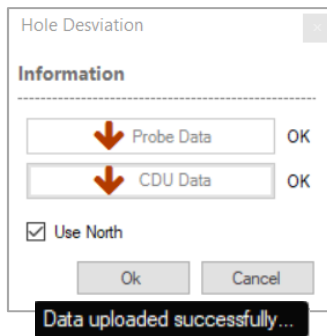 Hole Desviation
Information
Probe Data OK
CDU Data OK
Use North
Ok Cancel
Data uploaded successfully...